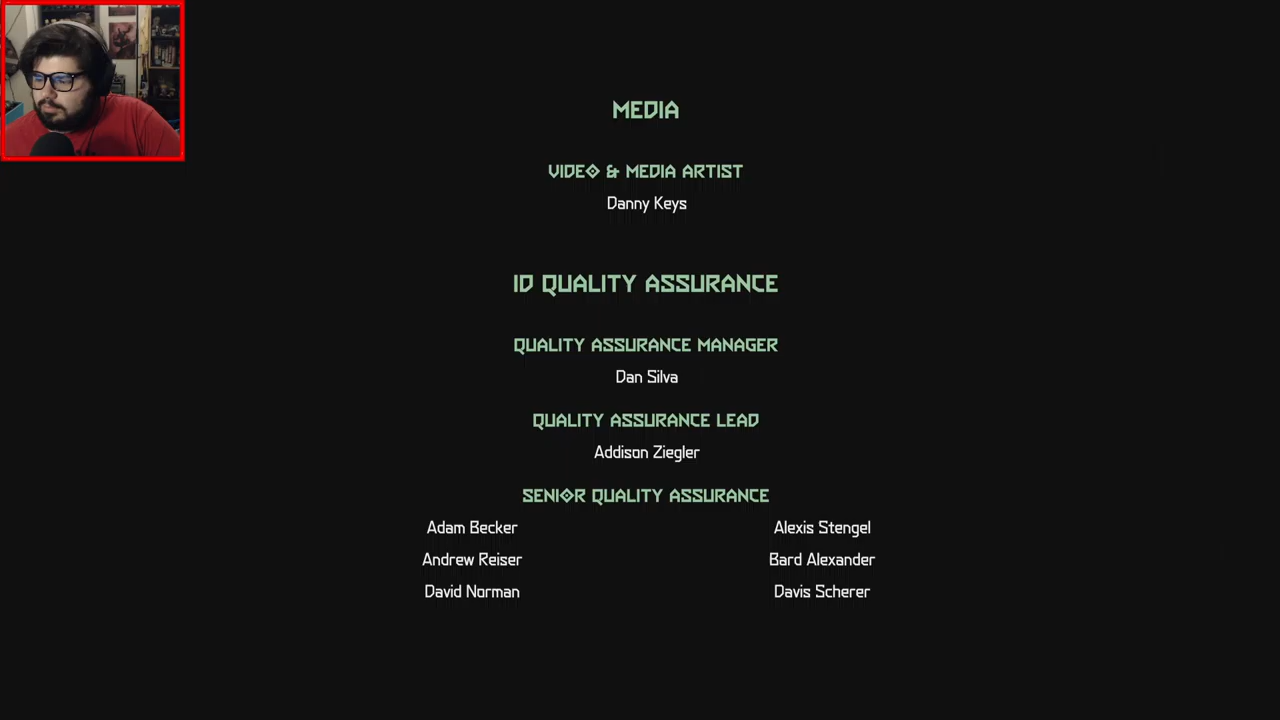 MEDIA
VIDEO & MEDIA ARTIST
Danny Keys
ID QUALITY ASSURANCE
QUALITY ASSURANCE MANAGER
Dan Silva
QUALITY ASSURANCE LEAD
Addison Ziegler
SENIOR QUALITY ASSURANCE
Adam Becker Alexis Stengel
Andrew Reiser Bard Alexander
David Norman Davis Scherer